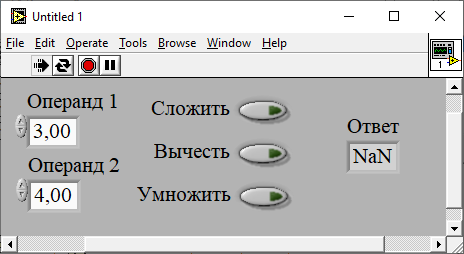 Untitled 1
File Edit Operate Tools Browse Window Help
1
Операнд 1
3,00
Операнд 2
4,00
Сложить
Вычесть
Умножить
Ответ
NaN